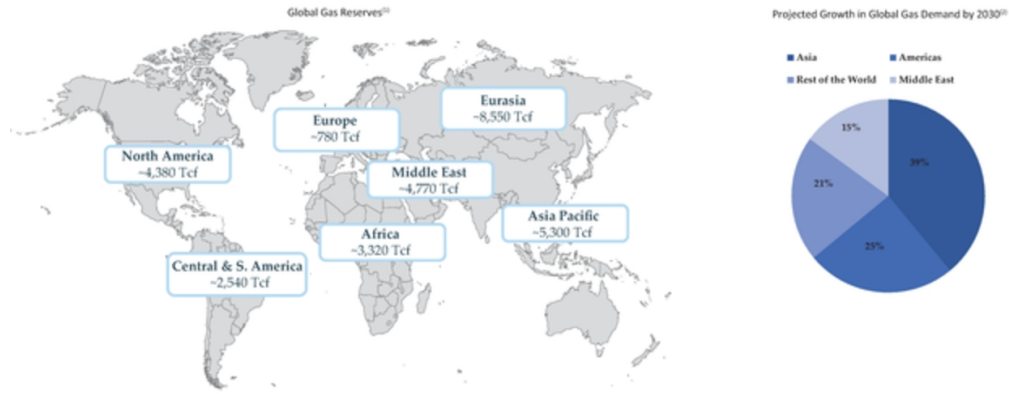 Global Gas Reserves(1)
Europe
~780 Tcf
Eurasia
~8,550 Tcf
North America
~4,380 Tcf
Middle East
~4,770 Tcf
Asia Pacific
~5,300 Tcf
Africa
~3,320 Tcf
Central & S. America
~2,540 Tcf
Projected Growth in Global Gas Demand by 2030(2)
Asia
Americas
Rest of the World
Middle East
15%
39%
21%
25%